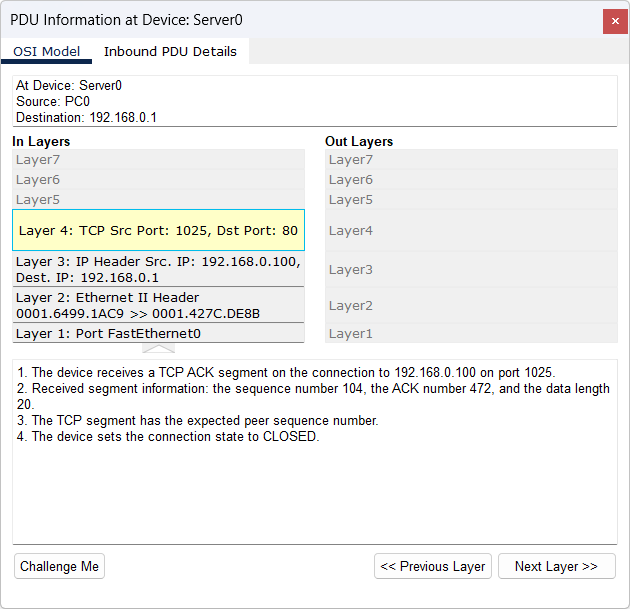 PDU Information at Device: Server0
OSI Model
Inbound PDU Details
At Device: Server0
Source: PC0
Destination: 192.168.0.1
In Layers
Layer7
Layer6
Layer5
Layer 4: TCP Src Port: 1025, Dst Port: 80
Layer 3: IP Header Src. IP: 192.168.0.100,
Dest. IP: 192.168.0.1
Layer 2: Ethernet II Header
0001.6499.1AC9 >> 0001.427C.DE8B
Layer 1: Port FastEthernet0
Out Layers
Layer7
Layer6
Layer5
Layer4
Layer3
Layer2
Layer1
1. The device receives a TCP ACK segment on the connection to 192.168.0.100 on port 1025.
2. Received segment information: the sequence number 104, the ACK number 472, and the data length
20.
3. The TCP segment has the expected peer sequence number.
4. The device sets the connection state to CLOSED.
Challenge Me
<< Previous Layer
Next Layer >>